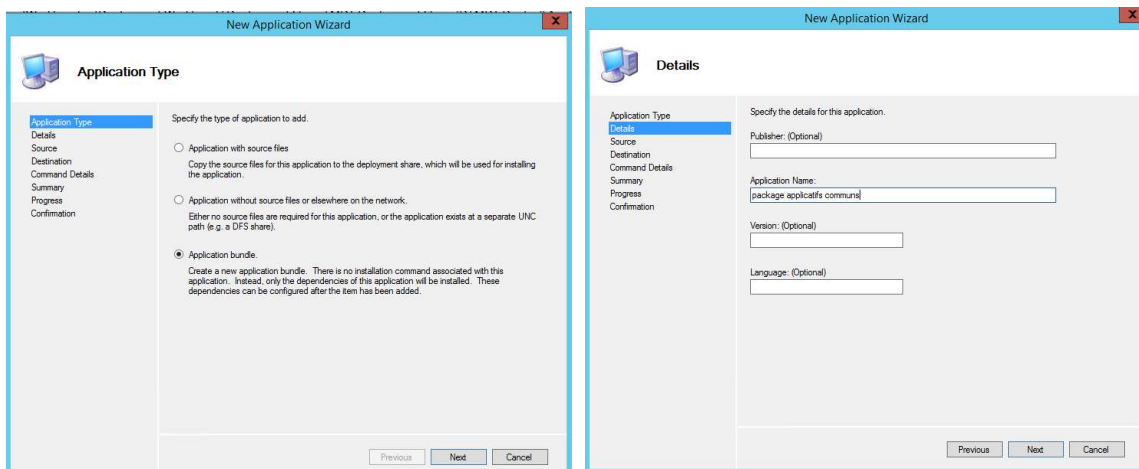 New Application Wizard
X
Application Type
Application Type
Details
Source
Destination
Command Details
Summary
Progress
Confirmation
Specify the type of application to add.
Application with source files
Copy the source files for this application to the deployment share, which will be used for installing
the application.
Application without source files or elsewhere on the network.
Either no source files are required for this application, or the application exists at a separate UNC
path (e.g. a DFS share).
Application bundle.
Create a new application bundle. There is no installation command associated with this
application. Instead, only the dependencies of this application will be installed. These
dependencies can be configured after the item has been added.
Previous
Next
Cancel
New Application Wizard
X
Details
Application Type
Details
Source
Destination
Command Details
Summary
Progress
Confirmation
Specify the details for this application.
Publisher: (Optional)
Application Name:
package applicatifs communs
Version: (Optional)
Language: (Optional)
Previous
Next
Cancel